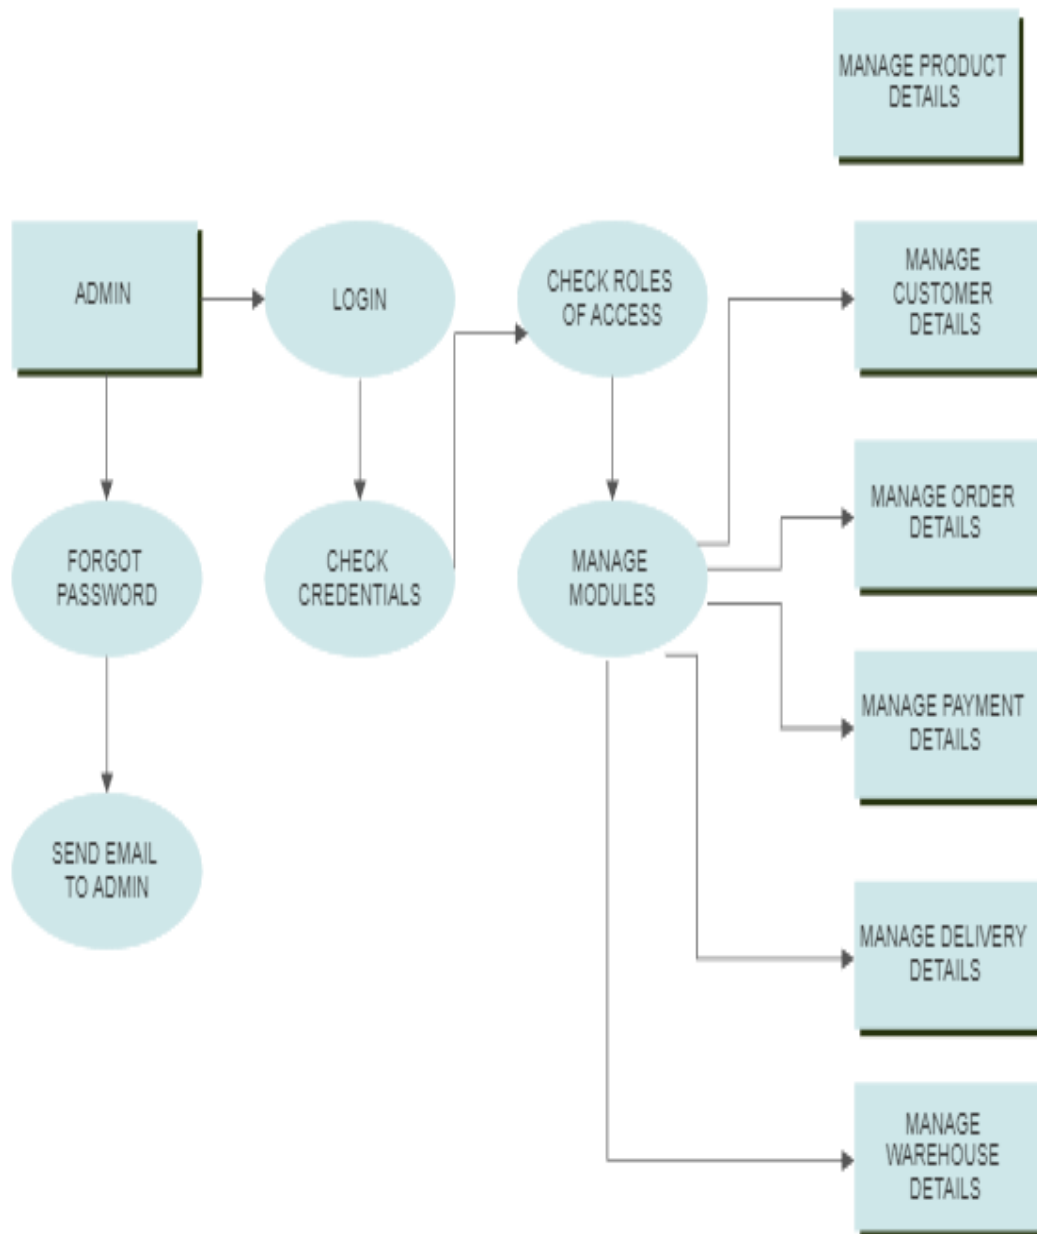 MANAGE PRODUCT
DETAILS
ADMIN
LOGIN
CHECK ROLES
OF ACCESS
MANAGE
CUSTOMER
DETAILS
FORGOT
PASSWORD
CHECK
CREDENTIALS
MANAGE
MODULES
MANAGE ORDER
DETAILS
MANAGE PAYMENT
DETAILS
SEND EMAIL
TO ADMIN
MANAGE DELIVERY
DETAILS
MANAGE
WAREHOUSE
DETAILS